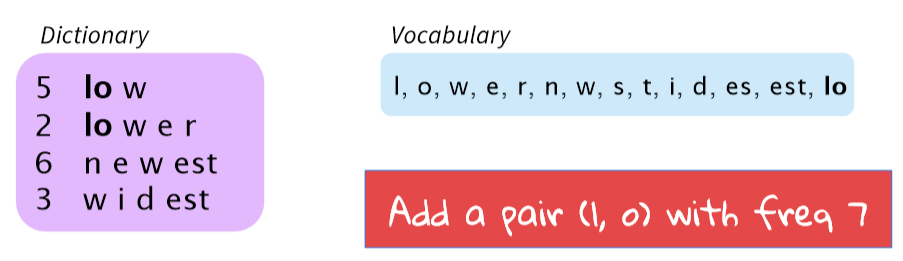 Dictionary
5 lo w
2 lo w e r
6 n e w est
3 w i d est
Vocabulary
l, o, w, e, r, n, w, s, t, i, d, es, est, lo
Add a pair (l, o) with freq 7